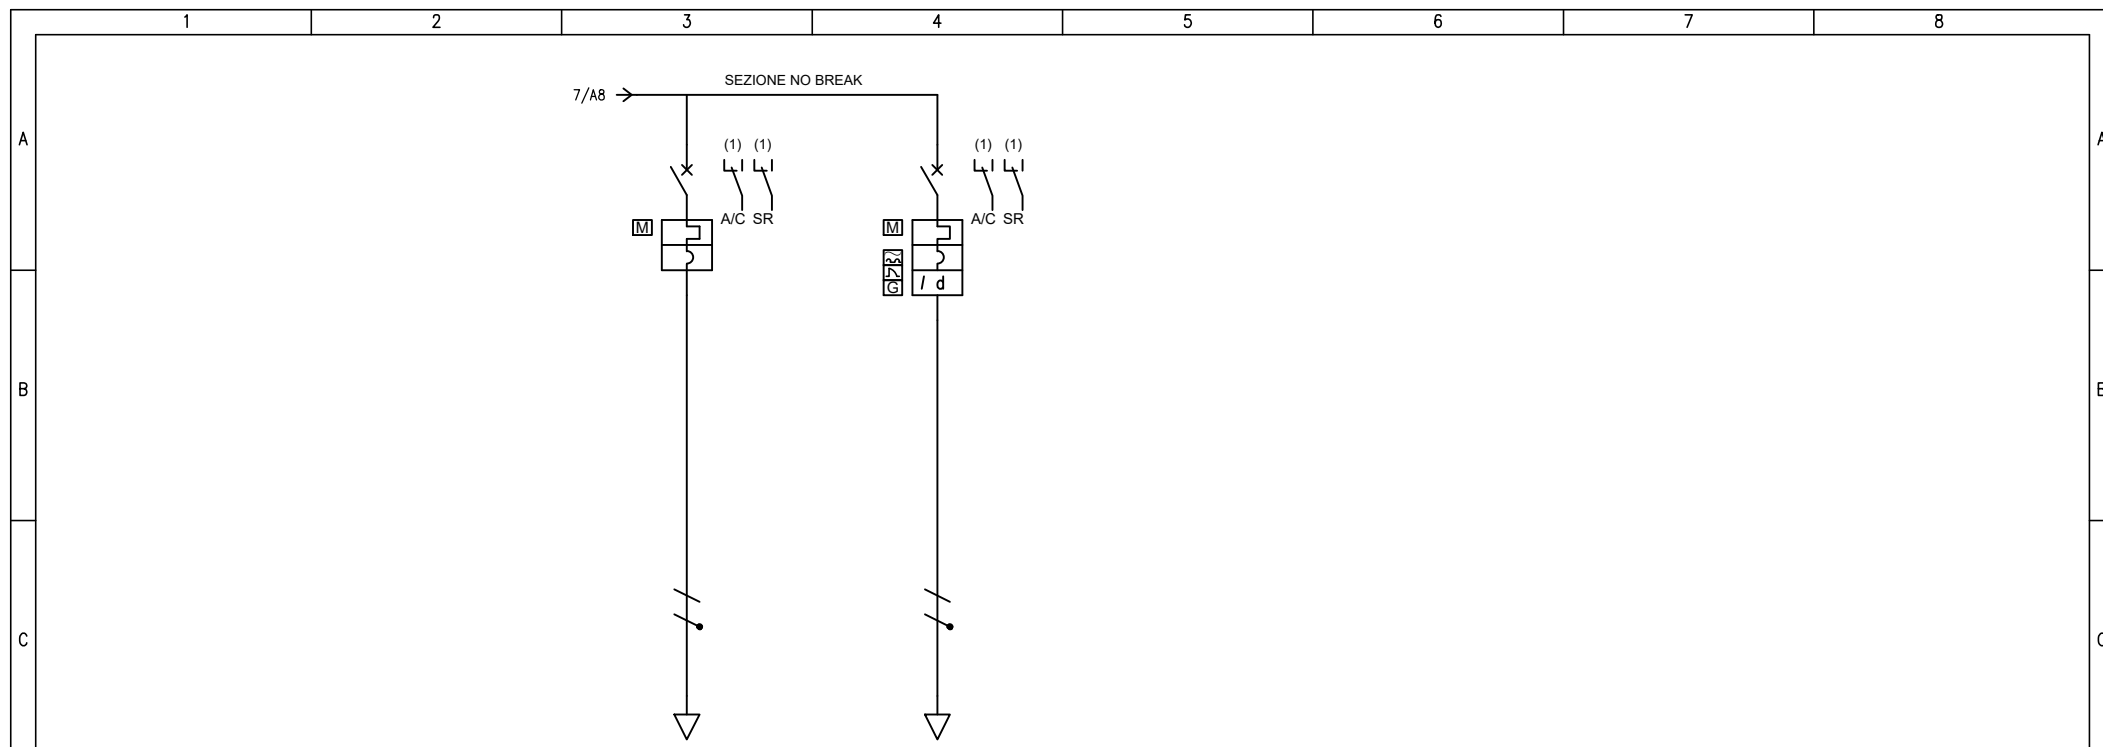 1 2 3 4 5 6 7 8
SEZIONE NO BREAK
7/A8
A A
(1) (1) (1) (1)
A/C SR A/C SR
M M
G I d
B B
C C